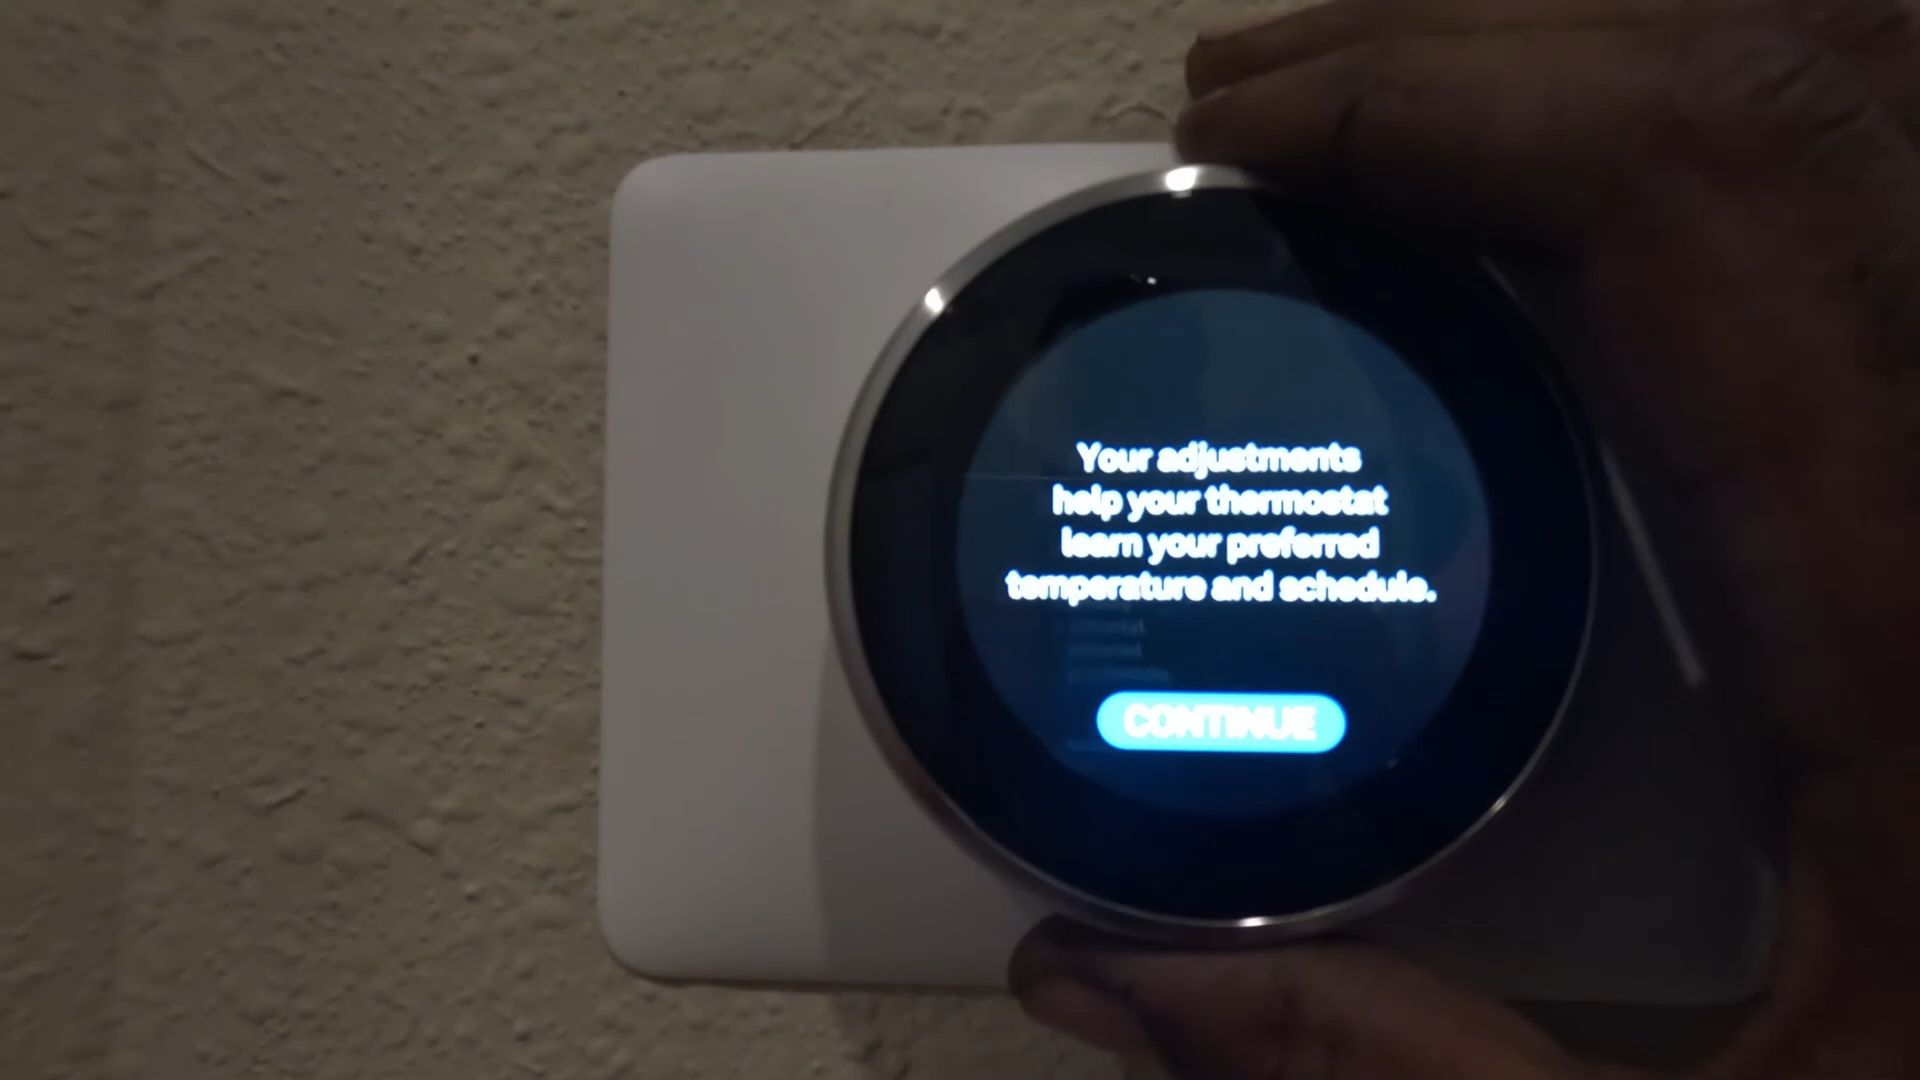 Your adjustments
help your thermostat
learn your preferred
temperature and schedule.
CONTINUE